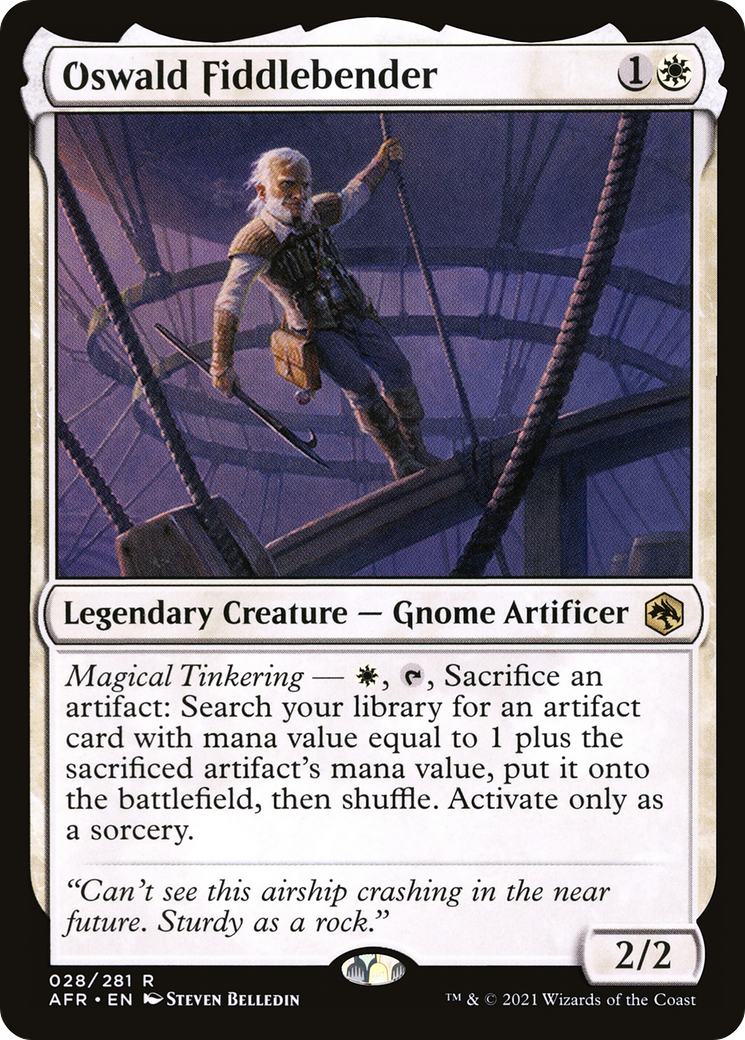 Oswald Fiddlebender 1
Legendary Creature — Gnome Artificer
Magical Tinkering — , , Sacrifice an
artifact: Search your library for an artifact
card with mana value equal to 1 plus the
sacrificed artifact's mana value, put it onto
the battlefield, then shuffle. Activate only as
a sorcery.
“Can't see this airship crashing in the near
future. Sturdy as a rock.”
2/2
028/281 R
AFR • EN Steven Belledin ™ & © 2021 Wizards of the Coast